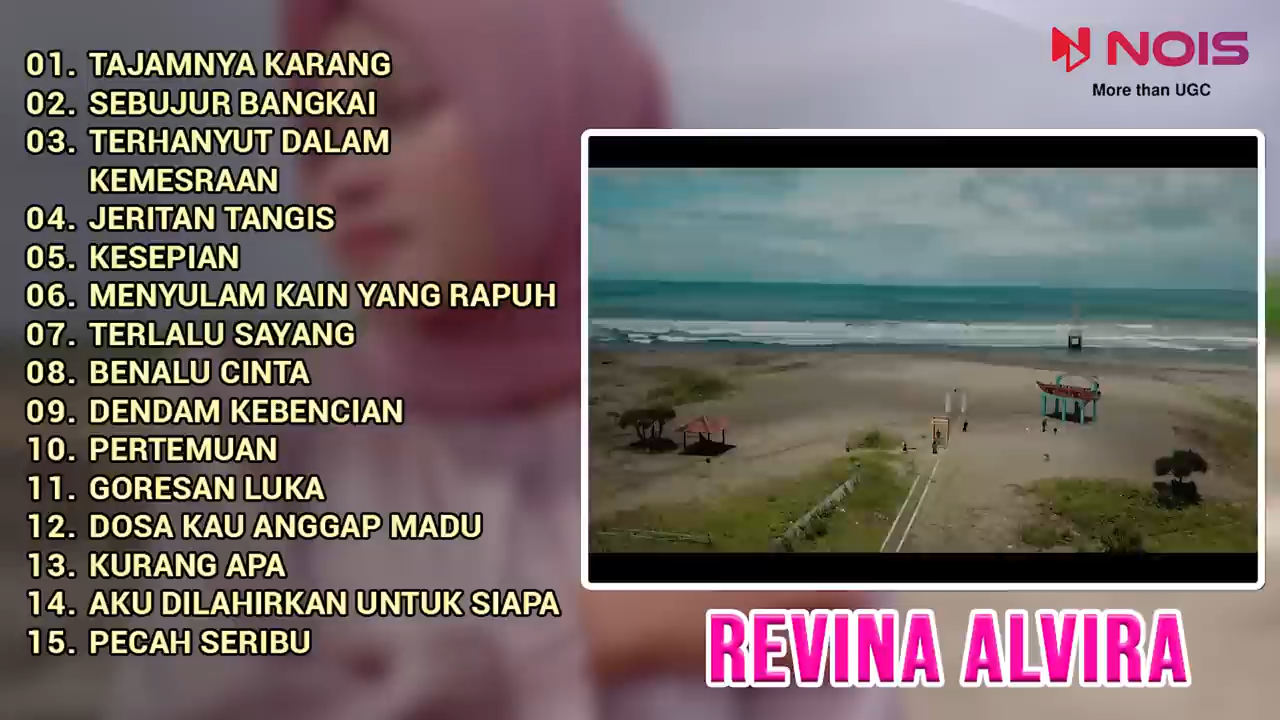 01. TAJAMNYA KARANG
02. SEBUJUR BANGKAI
03. TERHANYUT DALAM
KEMESRAAN
04. JERITAN TANGIS
05. KESEPIAN
06. MENYULAM KAIN YANG RAPUH
07. TERLALU SAYANG
08. BENALU CINTA
09. DENDAM KEBENCIAN
10. PERTEMUAN
11. GORESAN LUKA
12. DOSA KAU ANGGAP MADU
13. KURANG APA
14. AKU DILAHIRKAN UNTUK SIAPA
15. PECAH SERIBU
NOIS
More than UGC
REVINA ALVIRA